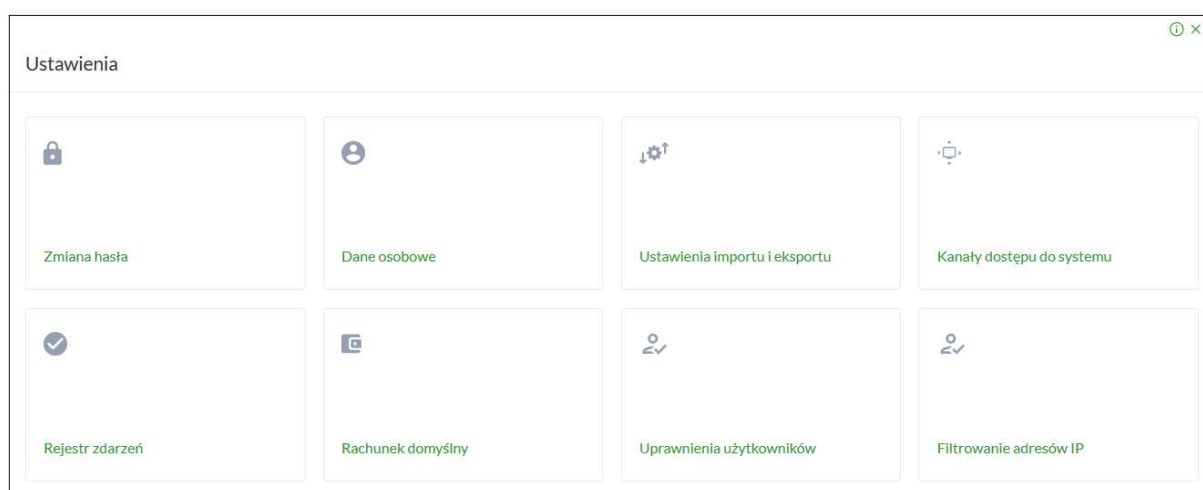 Ustawienia
Zmiana hasła
Dane osobowe
Ustawienia importu i eksportu
Kanały dostępu do systemu
Rejestr zdarzeń
Rachunek domyślny
Uprawnienia użytkowników
Filtrowanie adresów IP